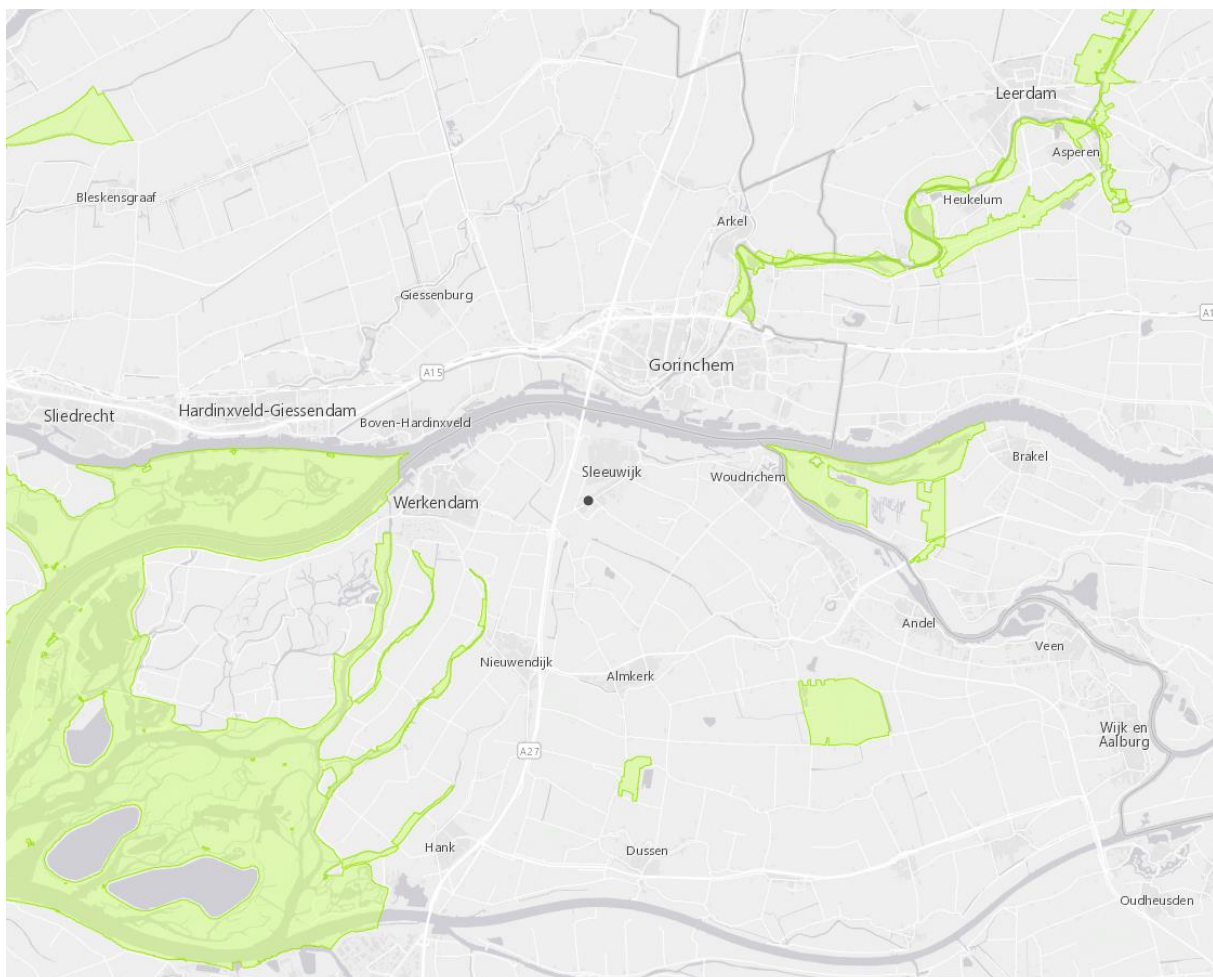 Leerdam
Asperen
Bleskensgraaf
Heukelum
Arkel
Giessenburg
A1
Gorinchem
A15
Sliedrecht
Hardinxveld-Giessendam
Boven-Hardinxveld
Brakel
Sleeuwijk
Woudrichem
Werkendam
Andel
Veen
Nieuwendijk
Almkerk
Wijk en
Aalburg
A27
Hank
Dussen
Oudheusden